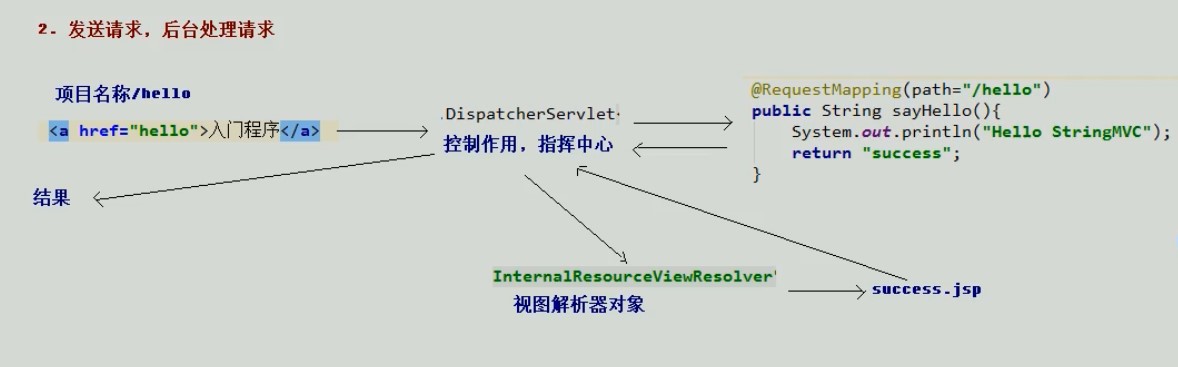 2. 发送请求，后台处理请求
项目名称/hello
<a href="hello">入门程序</a>
.DispatcherServlet
控制作用，指挥中心
@RequestMapping(path="/hello")
public String sayHello(){
System.out.println("Hello StringMVC");
return "success";
}
结果
InternalResourceViewResolver
视图解析器对象
success.jsp